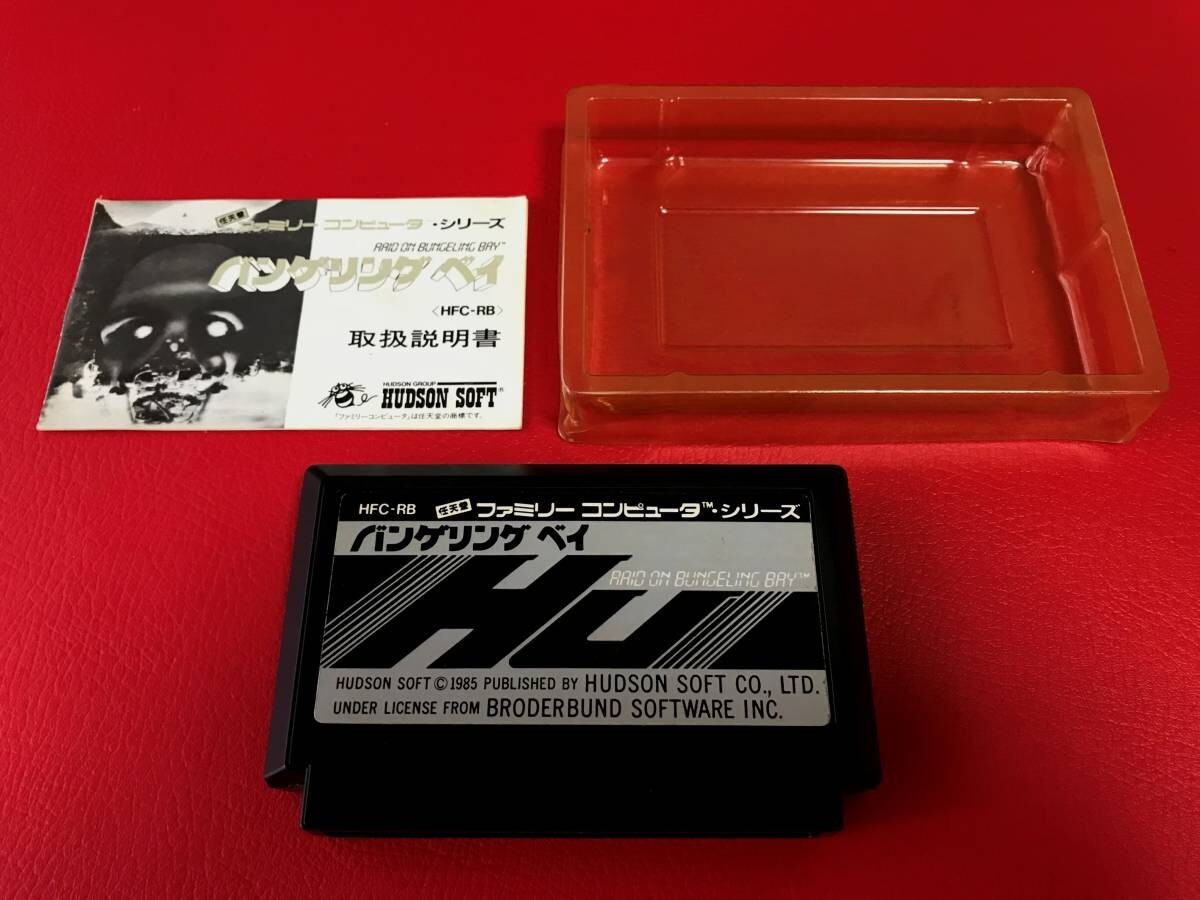 任天堂 ファミリー コンピュータ・シリーズ
RAID ON BUNGELING BAY™
バンゲリング ベイ
〈HFC-RB〉
取扱説明書
HUDSON GROUP
HUDSON SOFT®
「ファミリーコンピュータ」は任天堂の商標です。
HFC-RB 任天堂 ファミリー コンピュータ™・シリーズ
バンゲリング ベイ
HU
RAID ON BUNGELING BAY™
HUDSON SOFT © 1985 PUBLISHED BY HUDSON SOFT CO., LTD.
UNDER LICENSE FROM BRODERBUND SOFTWARE INC.